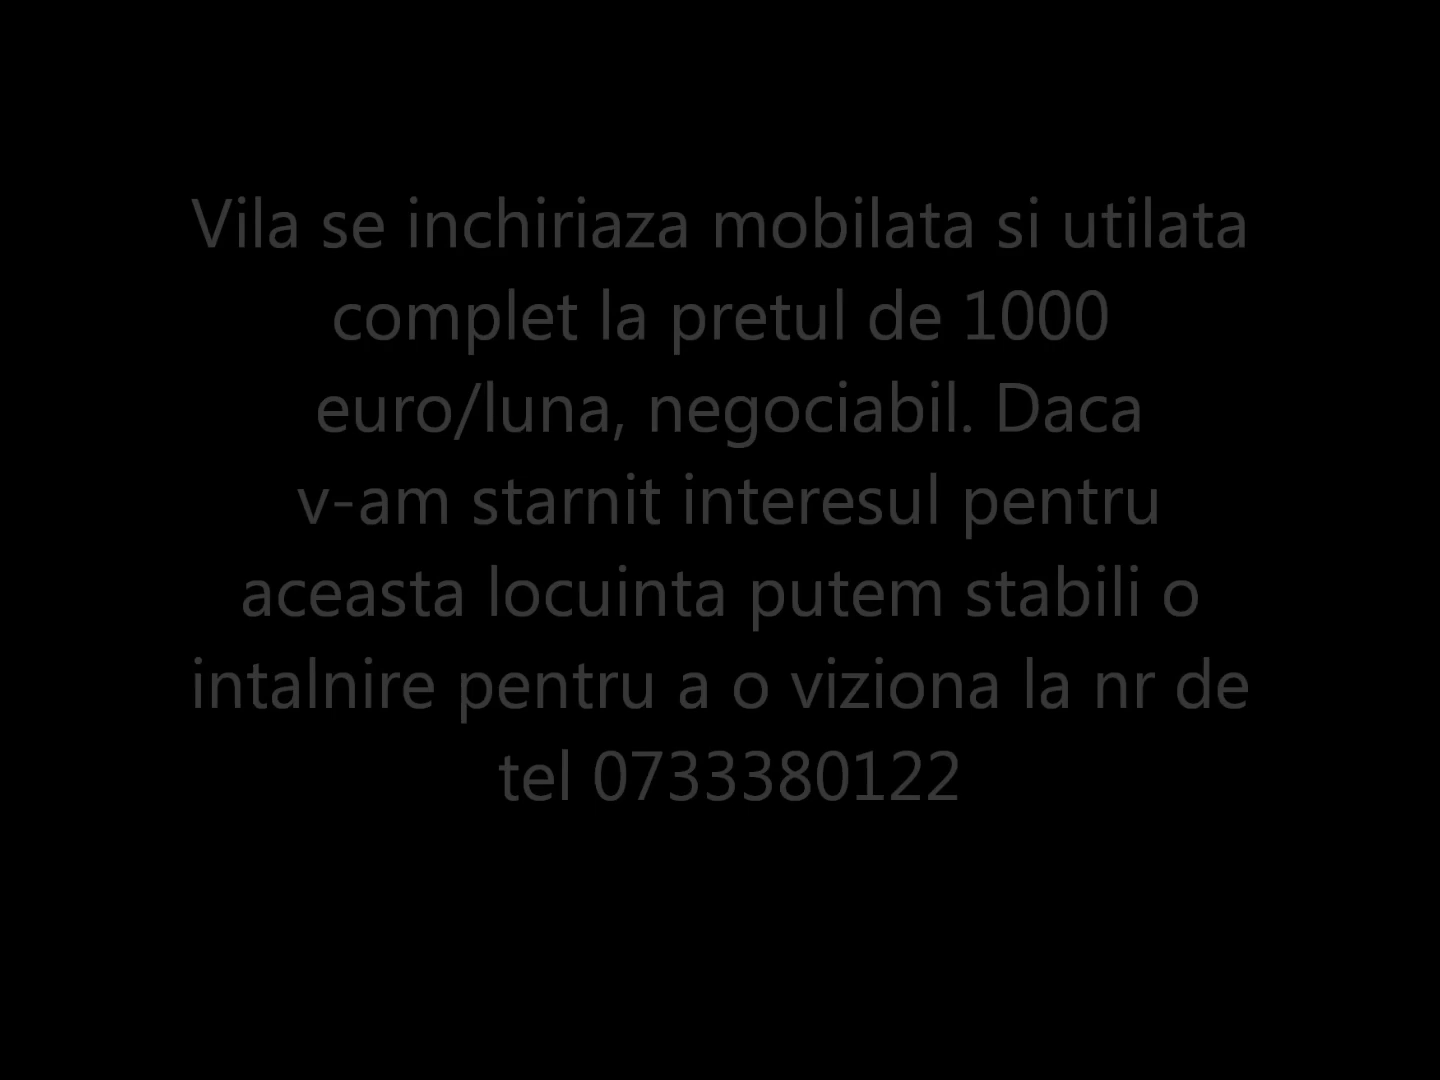 Vila se inchiriaza mobilata si utilata
complet la pretul de 1000
euro/luna, negociabil. Daca
v-am starnit interesul pentru
aceasta locuinta putem stabili o
intalnire pentru a o viziona la nr de
tel 0733380122